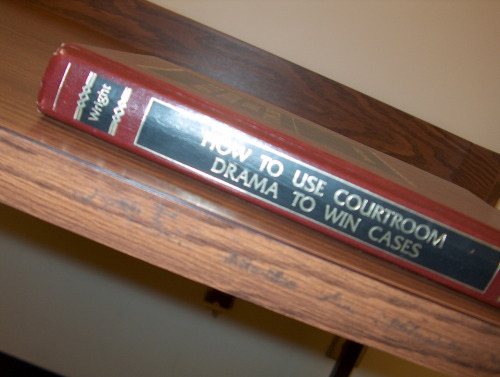 Wright
HOW TO USE COURTROOM
DRAMA TO WIN CASES